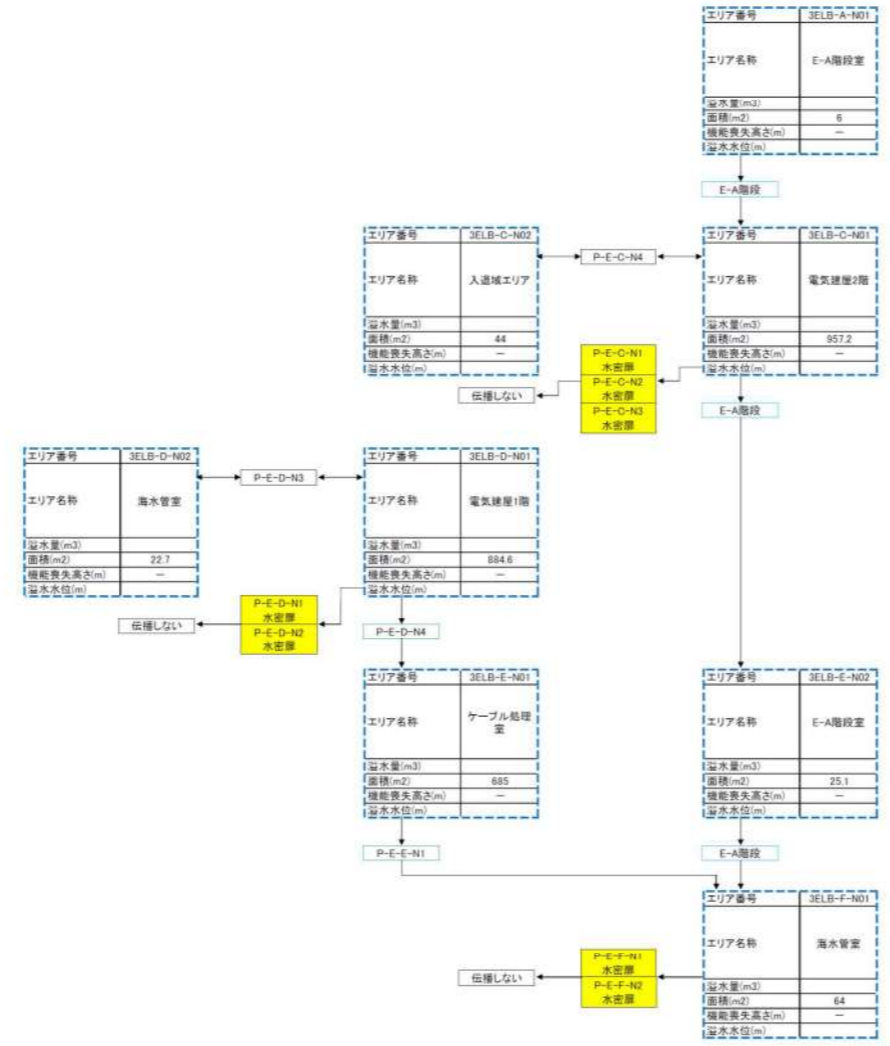 エリア番号 3ELB-A-N01
エリア名称 E-A階段室
溢水量(m3)
面積(m2) 6
機能喪失高さ(m) －
溢水水位(m)
E-A階段
エリア番号 3ELB-C-N02
エリア名称 入退域エリア
溢水量(m3)
面積(m2) 44
機能喪失高さ(m) －
溢水水位(m)
P-E-C-N4
エリア番号 3ELB-C-N01
エリア名称 電気建屋2階
溢水量(m3)
面積(m2) 957.2
機能喪失高さ(m) －
溢水水位(m)
P-E-C-N1
水密扉
P-E-C-N2
水密扉
P-E-C-N3
水密扉
伝播しない
E-A階段
エリア番号 3ELB-D-N02
エリア名称 海水管室
溢水量(m3)
面積(m2) 22.7
機能喪失高さ(m) －
溢水水位(m)
P-E-D-N3
エリア番号 3ELB-D-N01
エリア名称 電気建屋1階
溢水量(m3)
面積(m2) 884.6
機能喪失高さ(m) －
溢水水位(m)
P-E-D-N1
水密扉
P-E-D-N2
水密扉
伝播しない
P-E-D-N4
エリア番号 3ELB-E-N01
エリア名称 ケーブル処理
室
溢水量(m3)
面積(m2) 685
機能喪失高さ(m) －
溢水水位(m)
エリア番号 3ELB-E-N02
エリア名称 E-A階段室
溢水量(m3)
面積(m2) 25.1
機能喪失高さ(m) －
溢水水位(m)
P-E-E-N1
E-A階段
エリア番号 3ELB-F-N01
エリア名称 海水管室
溢水量(m3)
面積(m2) 64
機能喪失高さ(m) －
溢水水位(m)
P-E-F-N1
水密扉
P-E-F-N2
水密扉
伝播しない